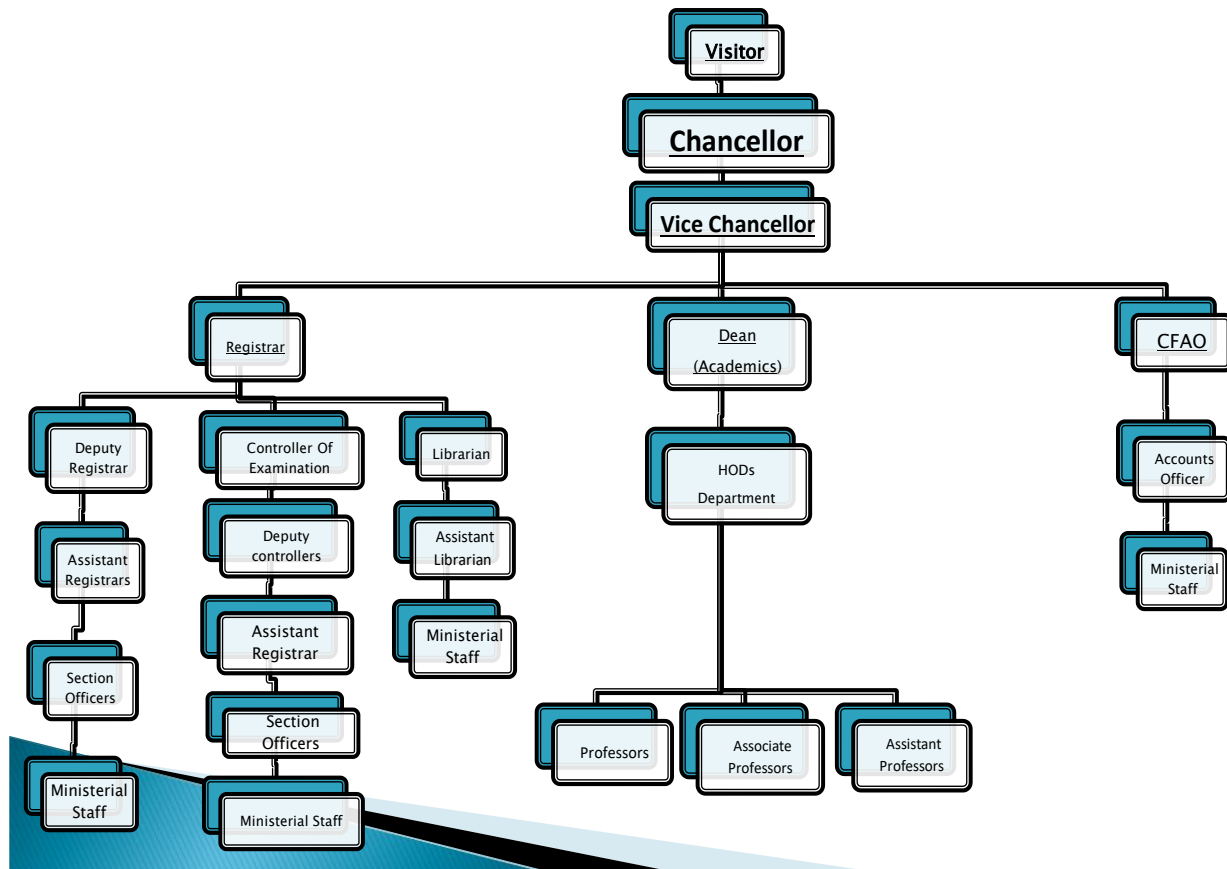 Visitor
Chancellor
Vice Chancellor
Registrar
Dean
(Academics)
CFAO
Deputy
Registrar
Controller Of
Examination
Librarian
HODs
Department
Accounts
Officer
Assistant
Registrars
Deputy
controllers
Assistant
Librarian
Ministerial
Staff
Section
Officers
Assistant
Registrar
Ministerial
Staff
Ministerial
Staff
Section
Officers
Ministerial Staff
Professors
Associate
Professors
Assistant
Professors